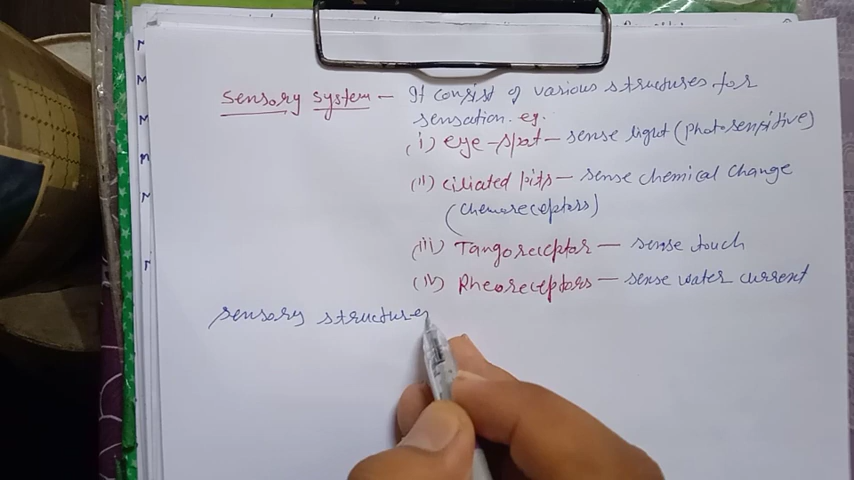 Sensory system - It consist of various structures for
sensation. eg.
(i) eye-spot - sense light (photosensitive)
(ii) ciliated pits - sense chemical change
(chemoreceptors)
(iii) Tangoreceptor - sense touch
(iv) Rheoreceptors - sense water current
sensory structure